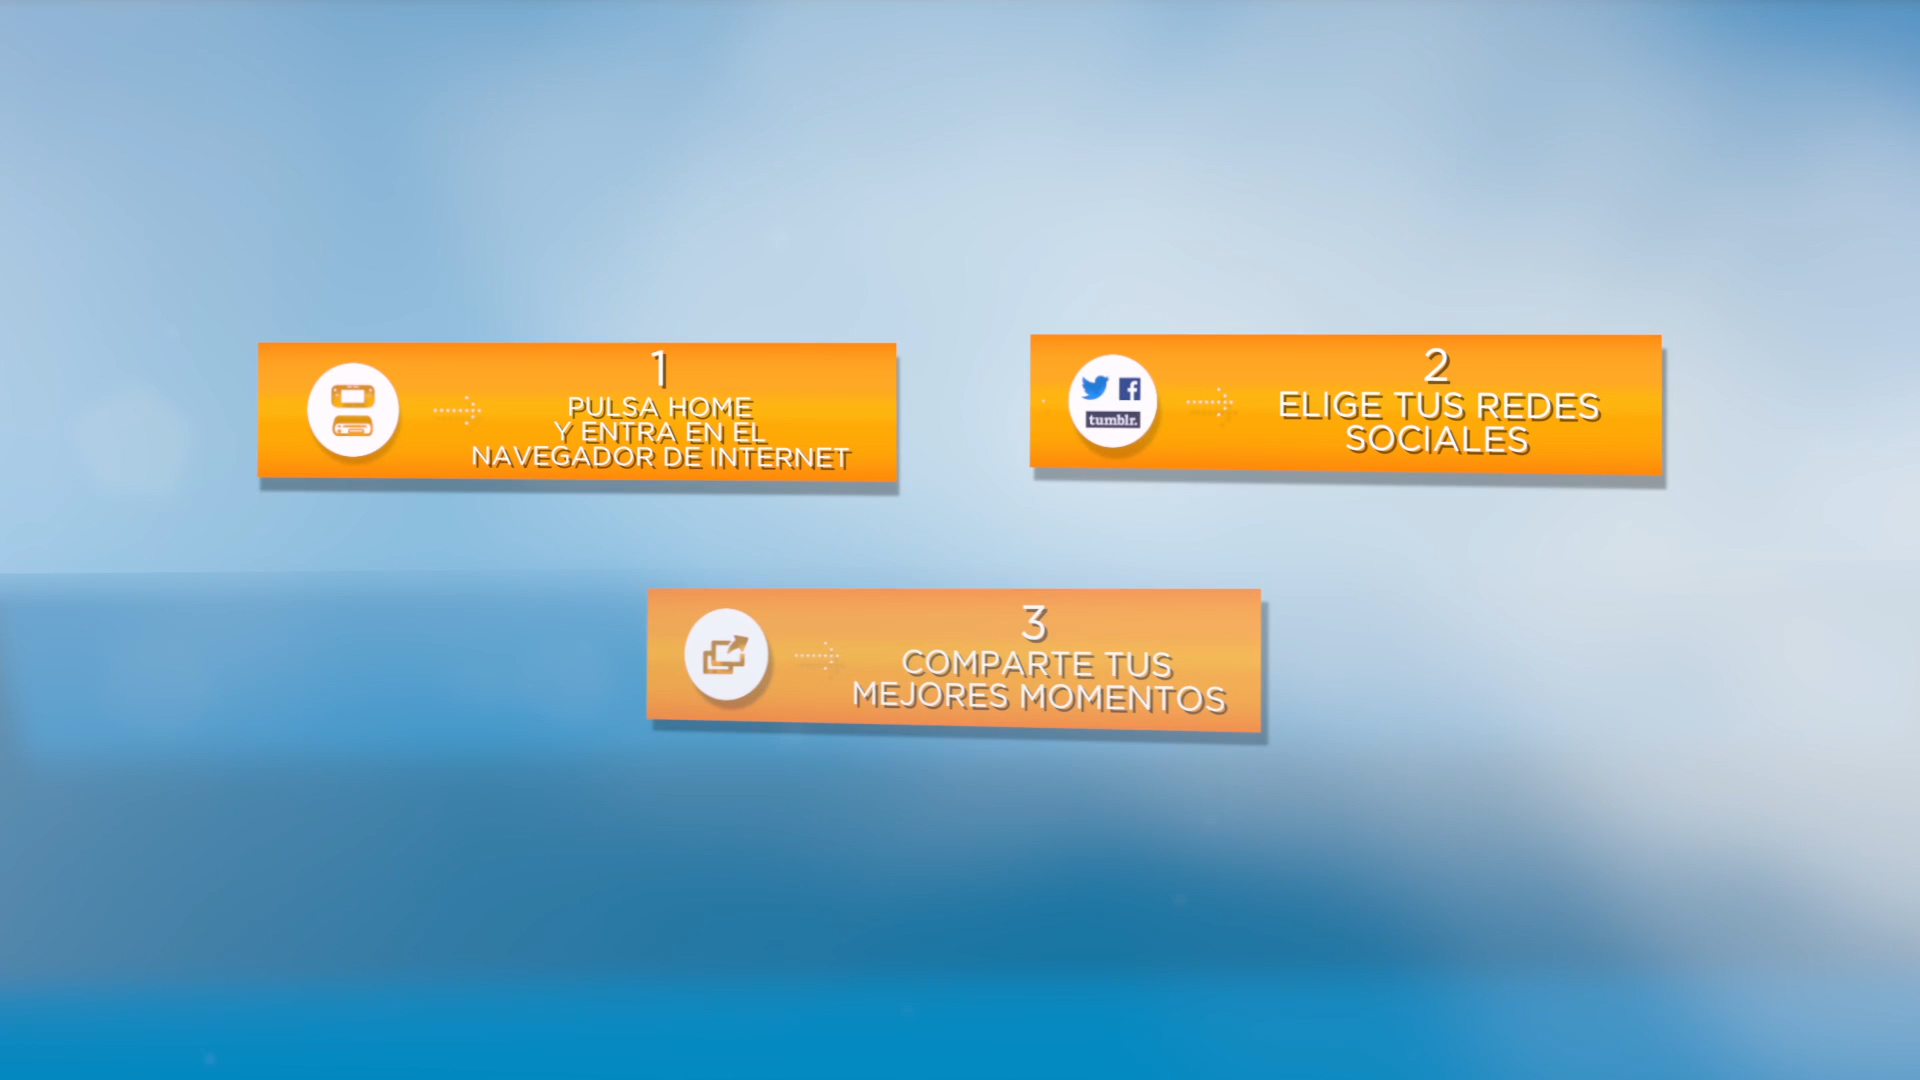 1
PULSA HOME
Y ENTRA EN EL
NAVEGADOR DE INTERNET
2
ELIGE TUS REDES
SOCIALES
tumblr.
3
COMPARTE TUS
MEJORES MOMENTOS